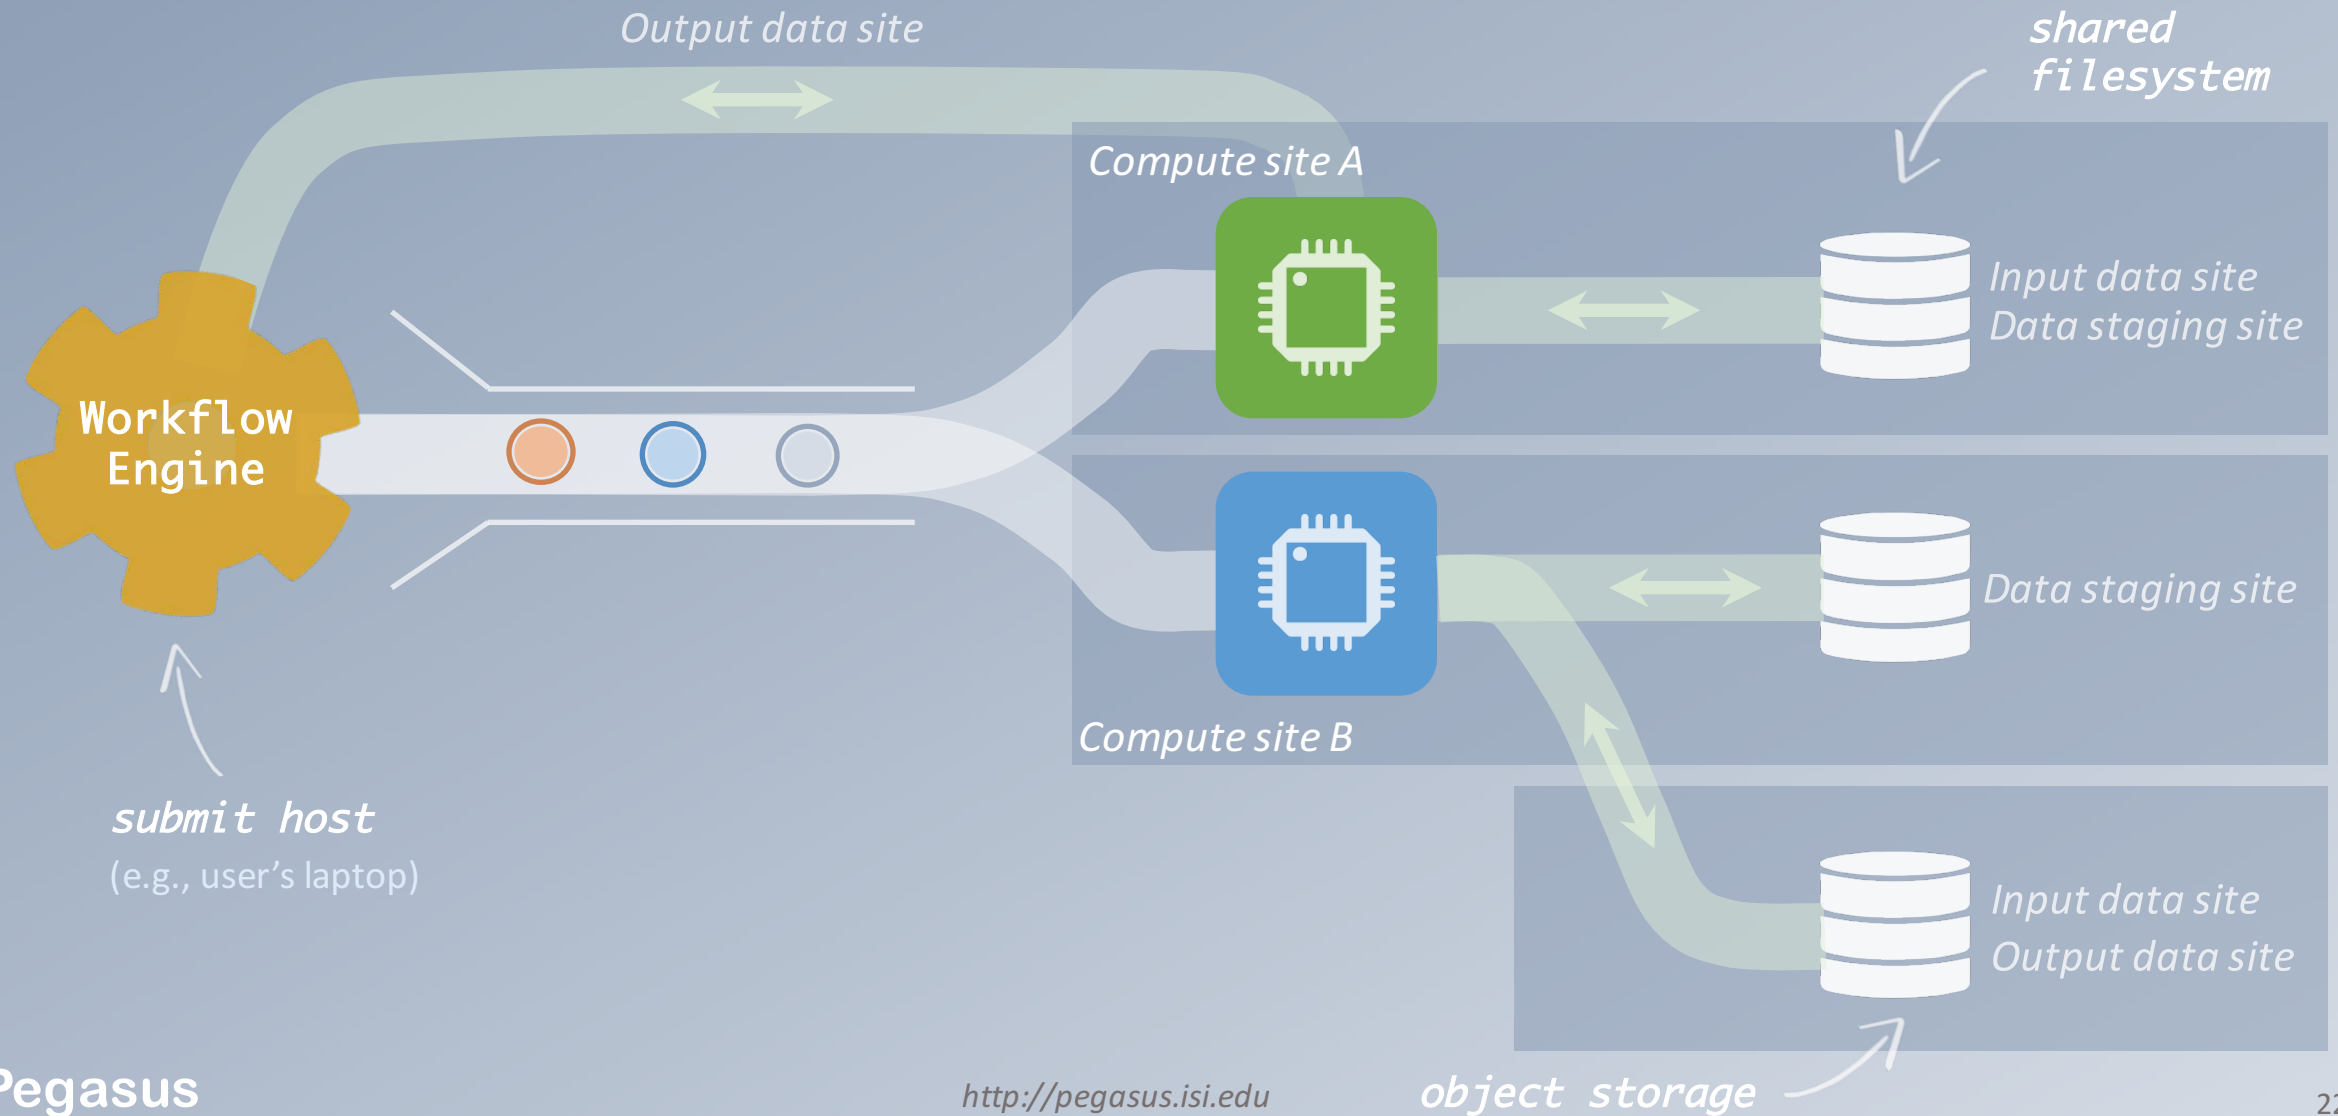 Output data site
shared
filesystem
Compute site A
Input data site
Data staging site
Workflow
Engine
Data staging site
Compute site B
submit host
(e.g., user's laptop)
Input data site
Output data site
Pegasus
http://pegasus.isi.edu
object storage